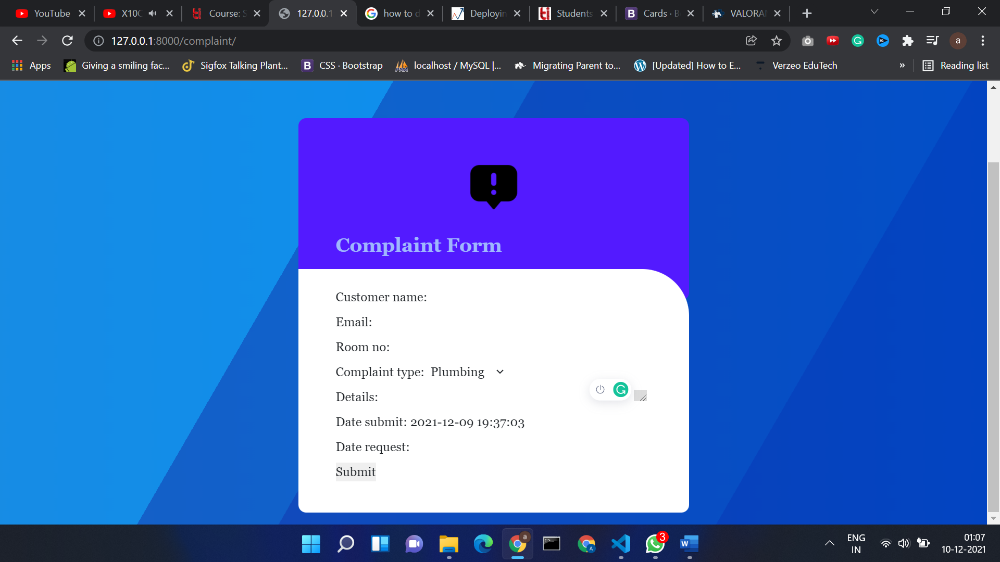 YouTube X10C Course: S 127.0.0.1 how to d Deployin Students Cards · B VALORA
127.0.0.1:8000/complaint/ a
Apps Giving a smiling fac... Sigfox Talking Plant... CSS · Bootstrap localhost / MySQL |... Migrating Parent to... [Updated] How to E... Verzeo EduTech » Reading list
Complaint Form
Customer name:
Email:
Room no:
Complaint type: Plumbing
Details:
Date submit: 2021-12-09 19:37:03
Date request:
Submit
3
ENG 01:07
IN 10-12-2021